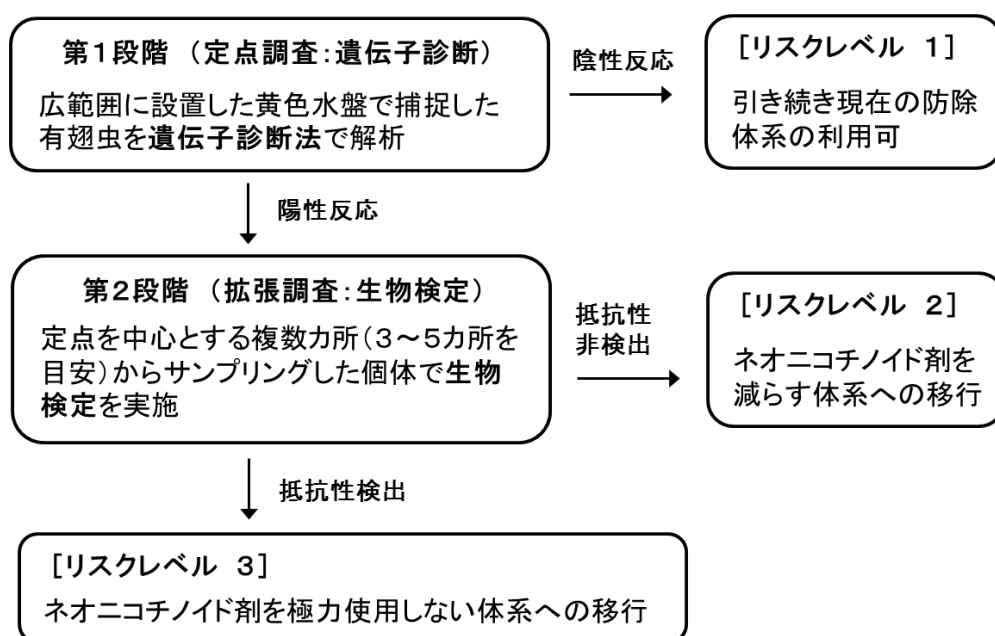 第1段階 (定点調査:遺伝子診断)
広範囲に設置した黄色水盤で捕捉した
有翅虫を遺伝子診断法で解析
陰性反応
[リスクレベル 1]
引き続き現在の防除
体系の利用可
陽性反応
第2段階 (拡張調査:生物検定)
定点を中心とする複数カ所(3～5カ所を
目安)からサンプリングした個体で生物
検定を実施
抵抗性
非検出
[リスクレベル 2]
ネオニコチノイド剤を
減らす体系への移行
抵抗性検出
[リスクレベル 3]
ネオニコチノイド剤を極力使用しない体系への移行